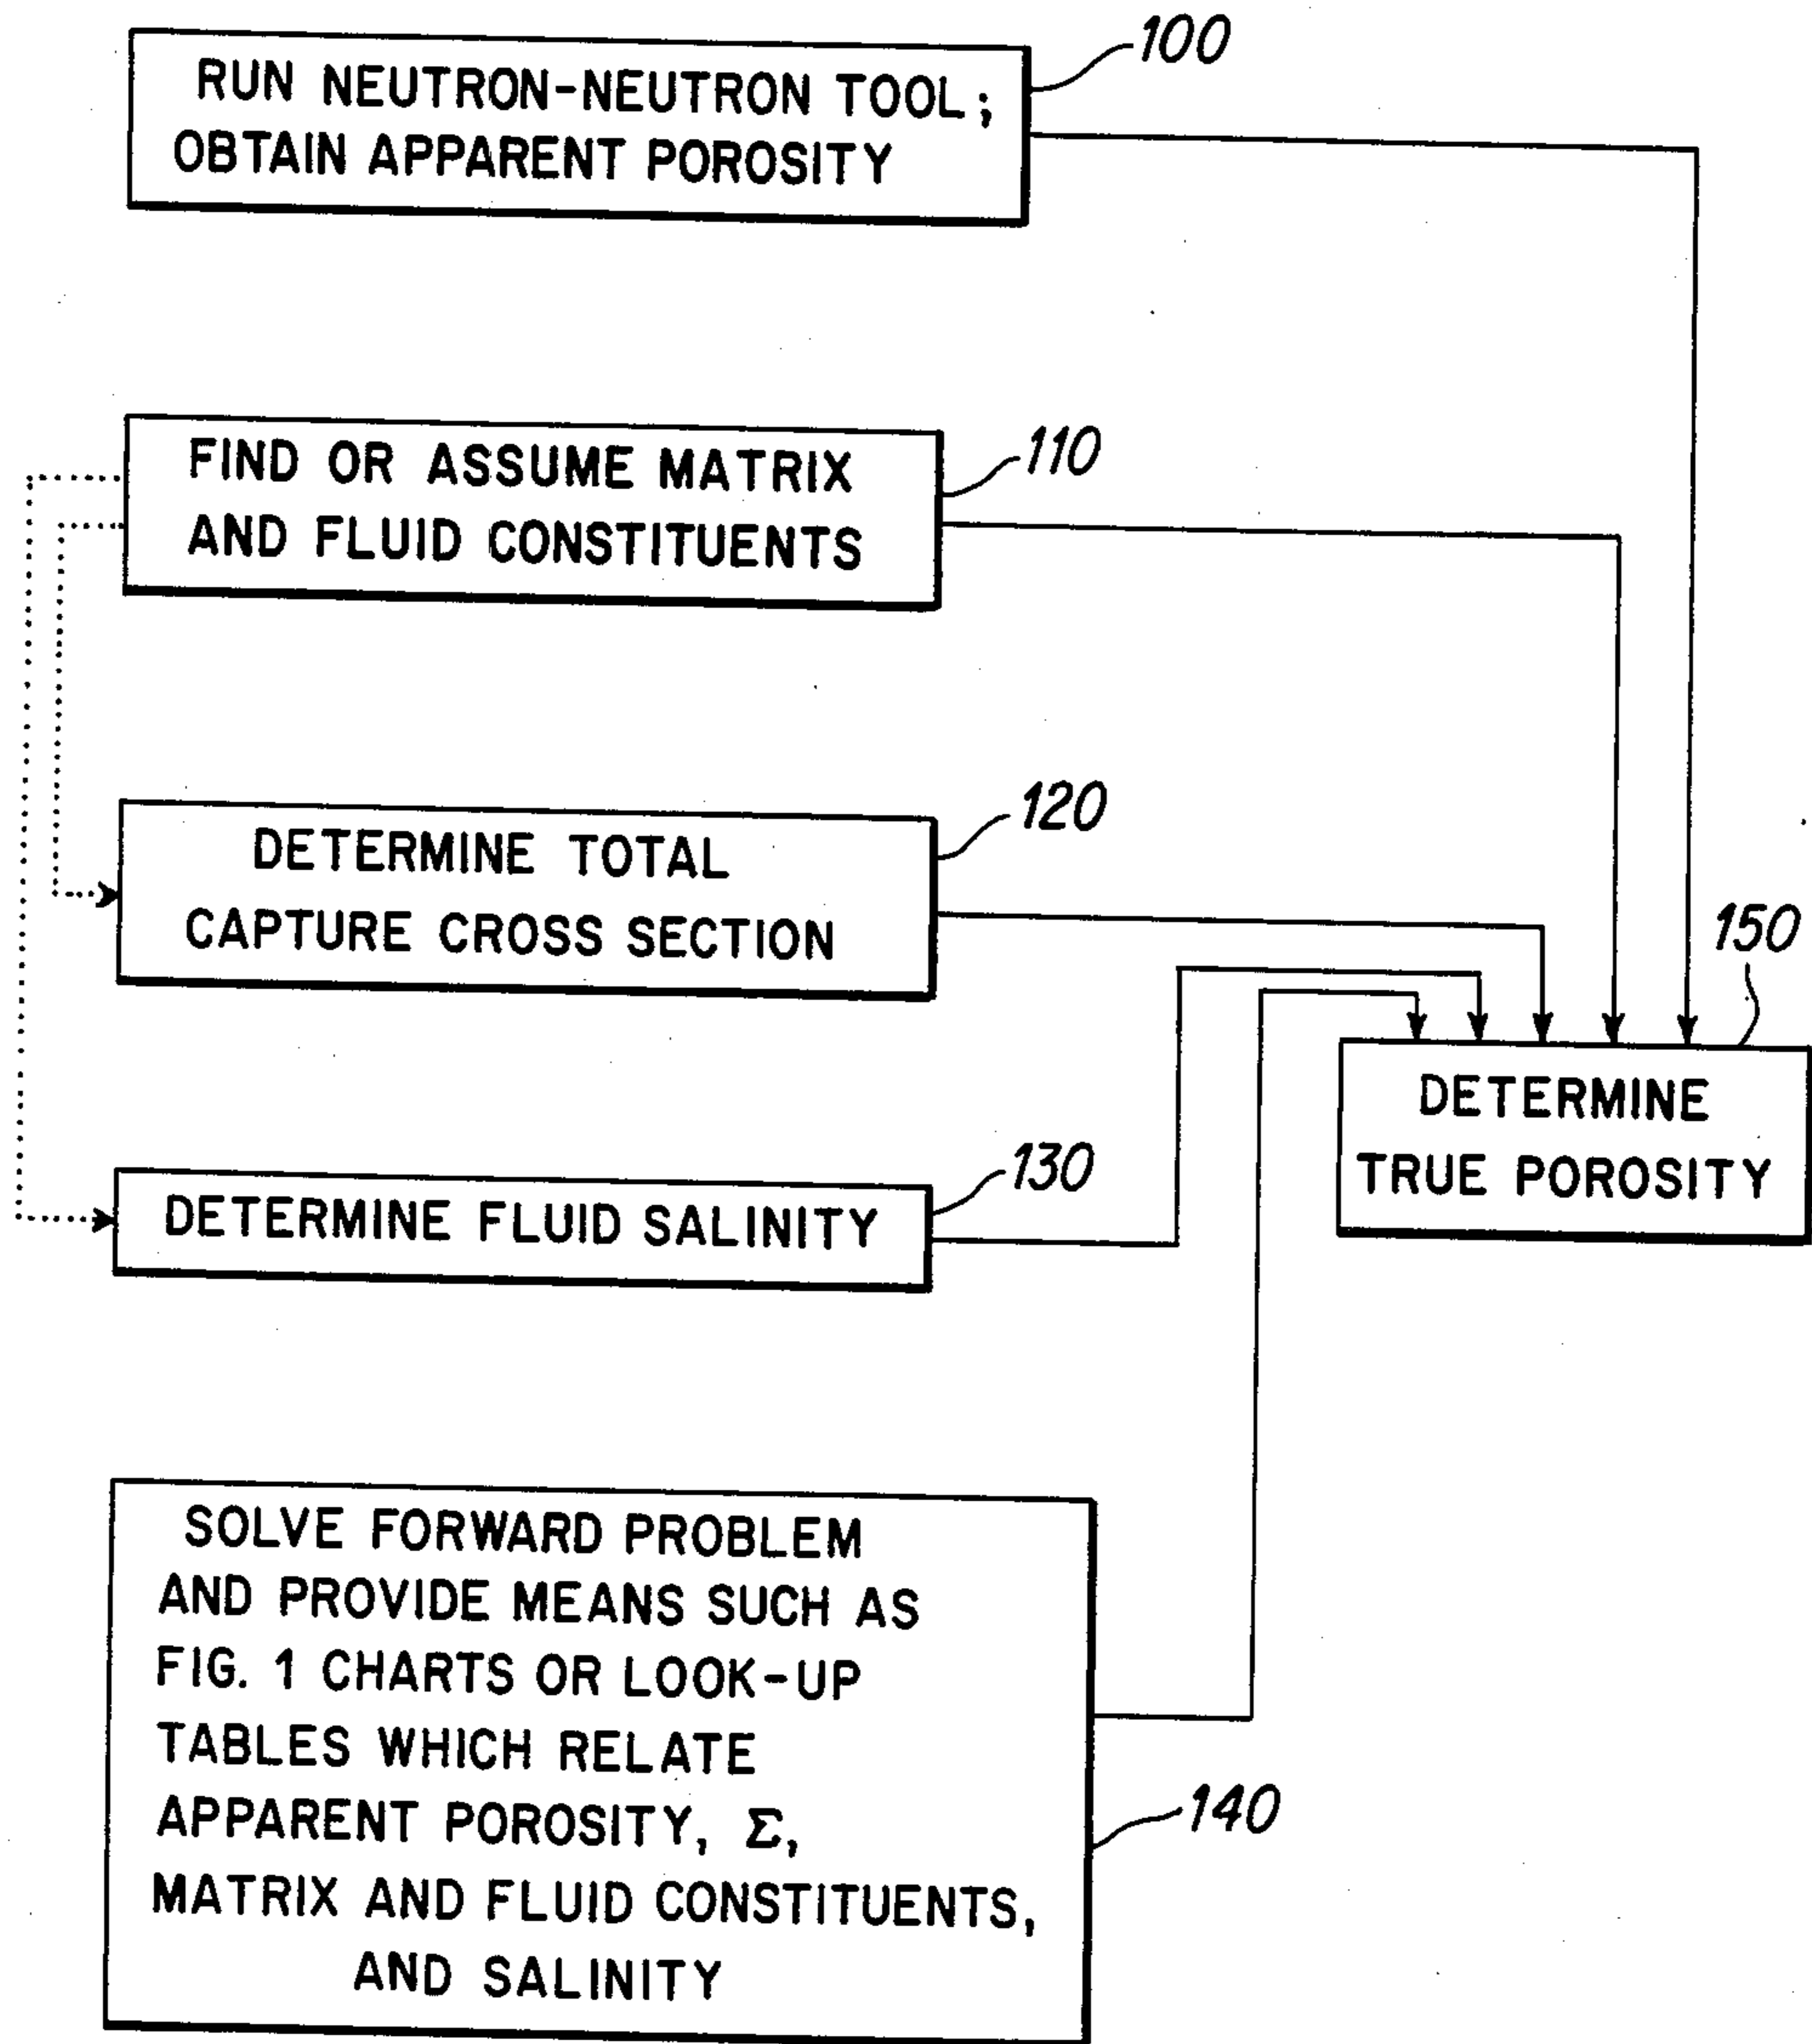 100
RUN NEUTRON-NEUTRON TOOL;
OBTAIN APPARENT POROSITY
110
FIND OR ASSUME MATRIX
AND FLUID CONSTITUENTS
120
DETERMINE TOTAL
CAPTURE CROSS SECTION
150
DETERMINE
TRUE POROSITY
130
DETERMINE FLUID SALINITY
SOLVE FORWARD PROBLEM
AND PROVIDE MEANS SUCH AS
FIG. 1 CHARTS OR LOOK-UP
TABLES WHICH RELATE
APPARENT POROSITY, Σ,
MATRIX AND FLUID CONSTITUENTS,
AND SALINITY
140